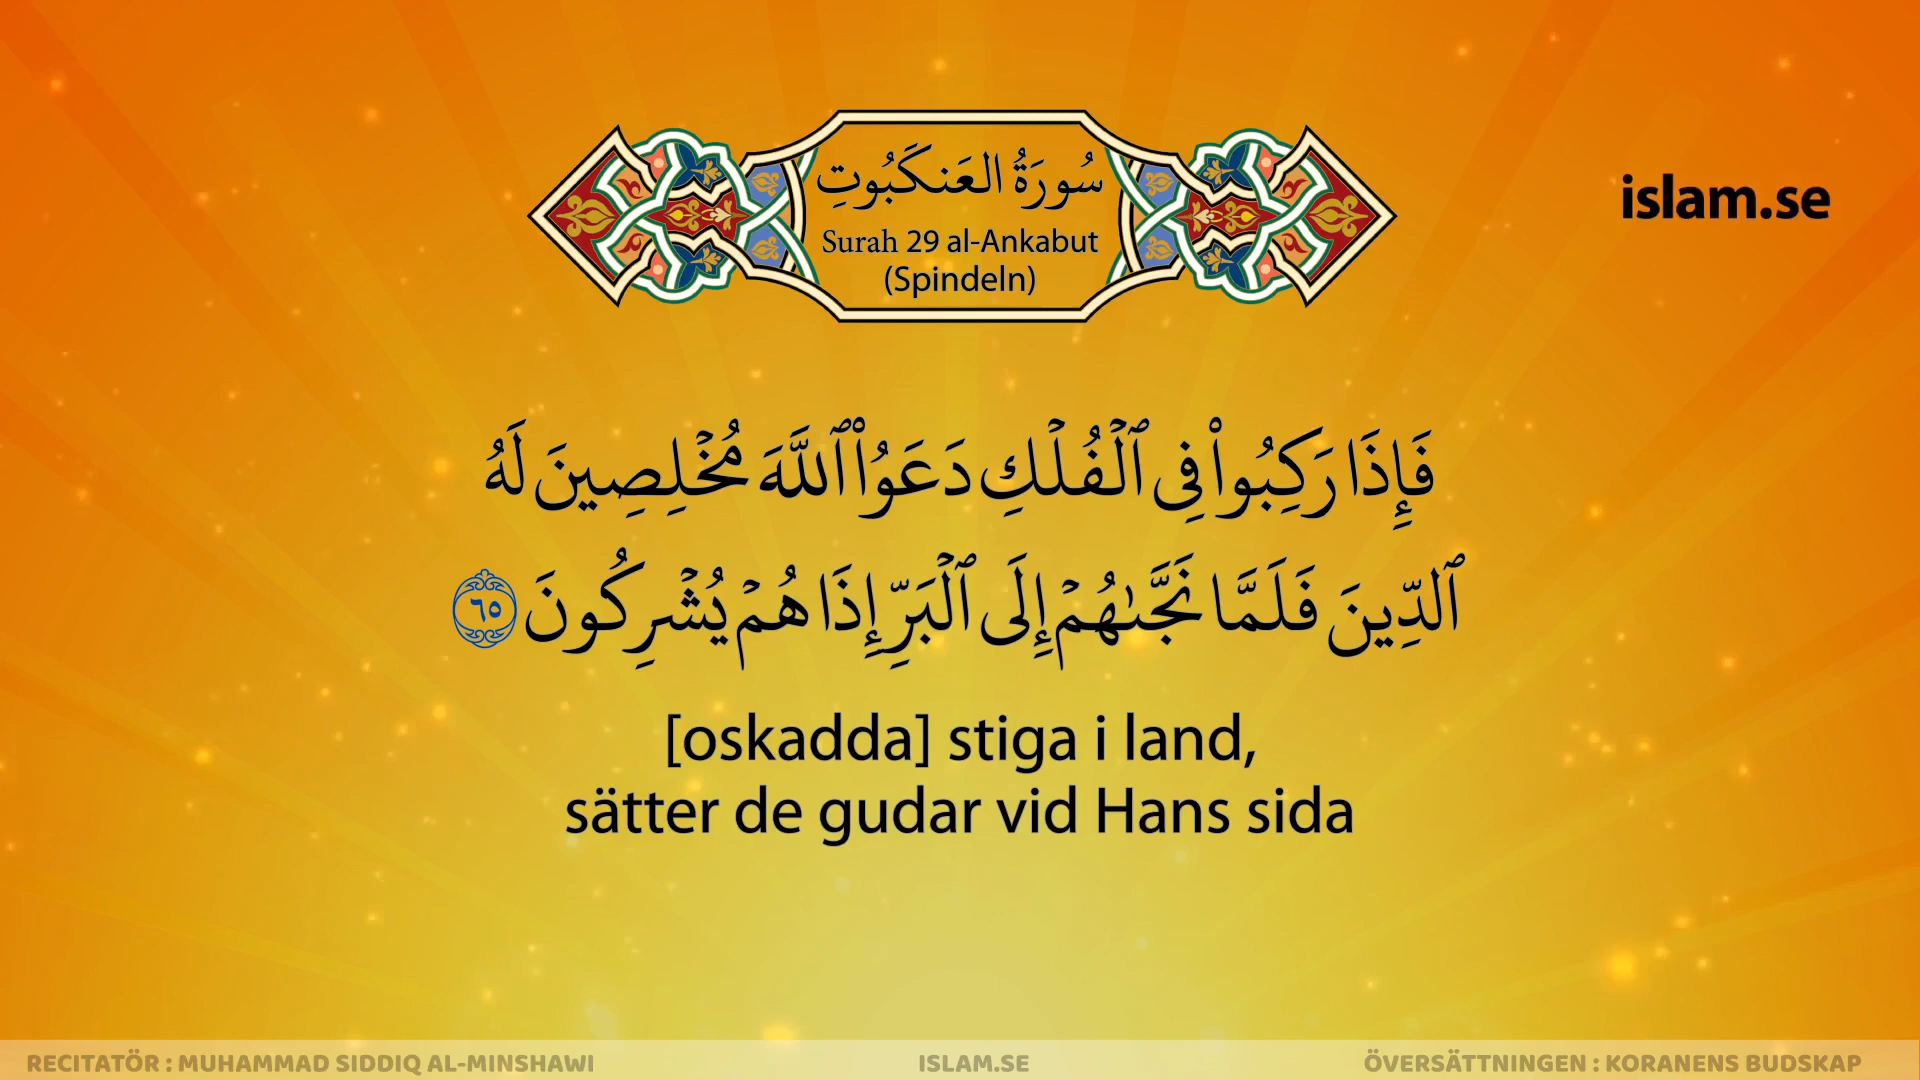 سُورَةُ العَنكَبُوتِ
Surah 29 al-Ankabut
(Spindeln)
islam.se
فَإِذَا رَكِبُوا۟ فِى ٱلْفُلْكِ دَعَوُا۟ ٱللَّهَ مُخْلِصِينَ لَهُ
ٱلدِّينَ فَلَمَّا نَجَّىٰهُمْ إِلَى ٱلْبَرِّ إِذَا هُمْ يُشْرِكُونَ ٦٥
[oskadda] stiga i land,
sätter de gudar vid Hans sida
RECITATÖR : MUHAMMAD SIDDIQ AL-MINSHAWI
ISLAM.SE
ÖVERSÄTTNINGEN : KORANENS BUDSKAP